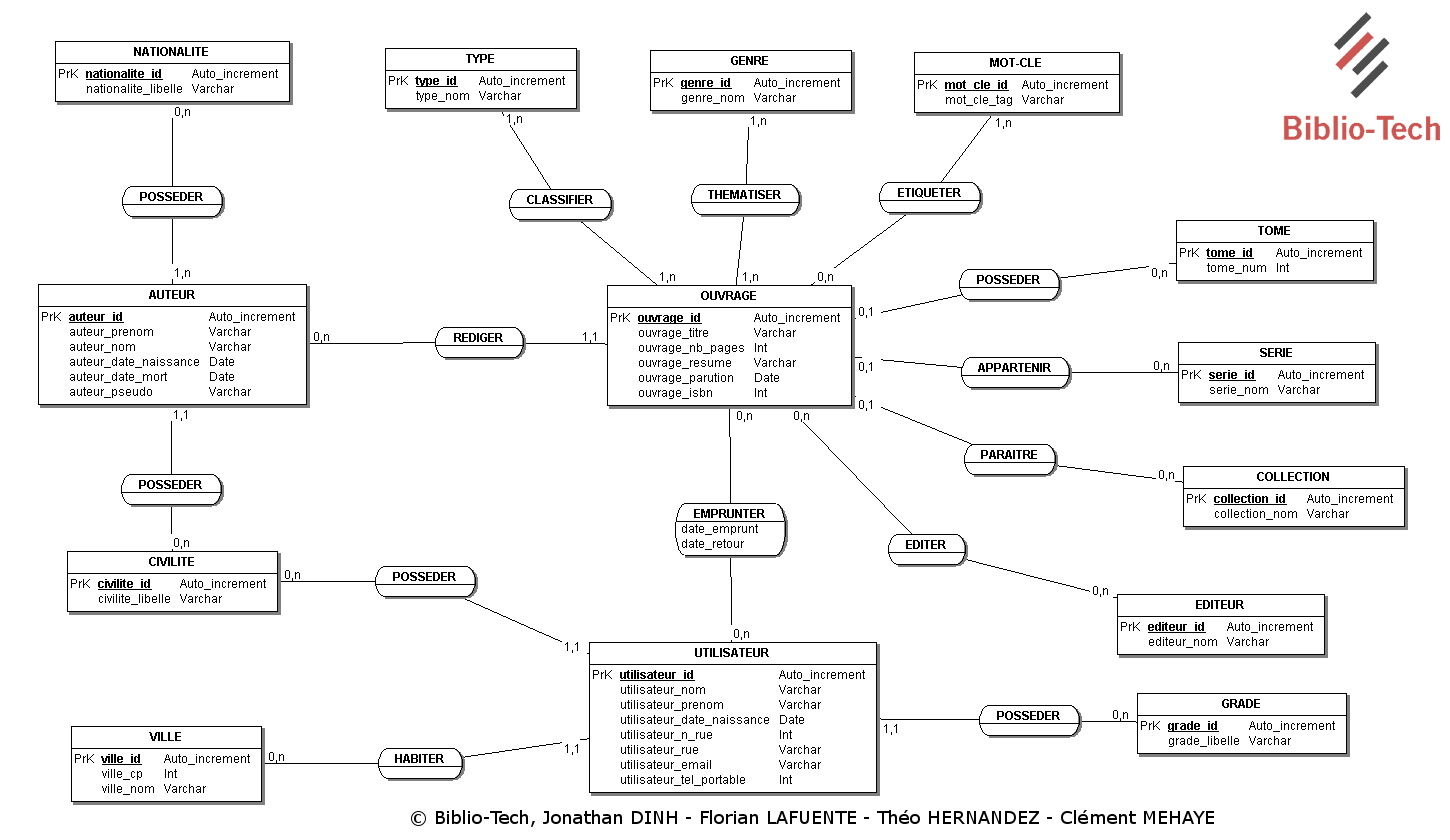 Biblio-Tech
NATIONALITE
PrK nationalite_id Auto_increment
nationalite_libelle Varchar
0,n
POSSEDER
1,n
TYPE
PrK type_id Auto_increment
type_nom Varchar
1,n
CLASSIFIER
1,n
GENRE
PrK genre_id Auto_increment
genre_nom Varchar
1,n
THEMATISER
1,n
MOT-CLE
PrK mot_cle_id Auto_increment
mot_cle_tag Varchar
1,n
ETIQUETER
0,n
AUTEUR
PrK auteur_id Auto_increment
auteur_prenom Varchar
auteur_nom Varchar
auteur_date_naissance Date
auteur_date_mort Date
auteur_pseudo Varchar
0,n
REDIGER
1,1
OUVRAGE
PrK ouvrage_id Auto_increment
ouvrage_titre Varchar
ouvrage_nb_pages Int
ouvrage_resume Varchar
ouvrage_parution Date
ouvrage_isbn Int
0,1
POSSEDER
0,n
TOME
PrK tome_id Auto_increment
tome_num Int
0,1
APPARTENIR
0,n
SERIE
PrK serie_id Auto_increment
serie_nom Varchar
0,1
PARAITRE
0,n
COLLECTION
PrK collection_id Auto_increment
collection_nom Varchar
1,1
POSSEDER
0,n
CIVILITE
PrK civilite_id Auto_increment
civilite_libelle Varchar
0,n
POSSEDER
1,1
0,n
EMPRUNTER
date_emprunt
date_retour
0,n
0,n
EDITER
0,n
EDITEUR
PrK editeur_id Auto_increment
editeur_nom Varchar
UTILISATEUR
PrK utilisateur_id Auto_increment
utilisateur_nom Varchar
utilisateur_prenom Varchar
utilisateur_date_naissance Date
utilisateur_n_rue Int
utilisateur_rue Varchar
utilisateur_email Varchar
utilisateur_tel_portable Int
1,1
POSSEDER
0,n
GRADE
PrK grade_id Auto_increment
grade_libelle Varchar
VILLE
PrK ville_id Auto_increment
ville_cp Int
ville_nom Varchar
0,n
HABITER
1,1
© Biblio-Tech, Jonathan DINH - Florian LAFUENTE - Théo HERNANDEZ - Clément MEHAYE